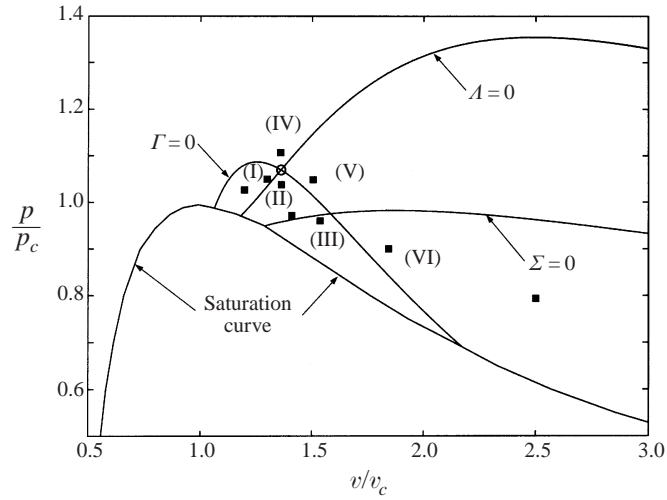 1.4
Λ = 0
1.2
(IV)
Γ = 0
(I)
(V)
1.0
(II)
p/p_c
(III)
(VI)
Σ = 0
0.8
Saturation
curve
0.6
0.5 1.0 1.5 2.0 2.5 3.0
v/v_c